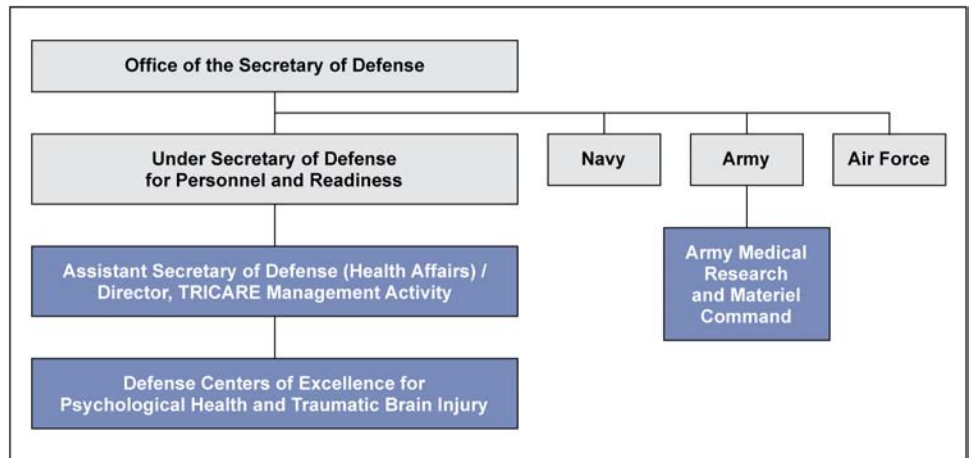 Office of the Secretary of Defense
Under Secretary of Defense
for Personnel and Readiness
Navy
Army
Air Force
Assistant Secretary of Defense (Health Affairs) /
Director, TRICARE Management Activity
Army Medical
Research
and Materiel
Command
Defense Centers of Excellence for
Psychological Health and Traumatic Brain Injury